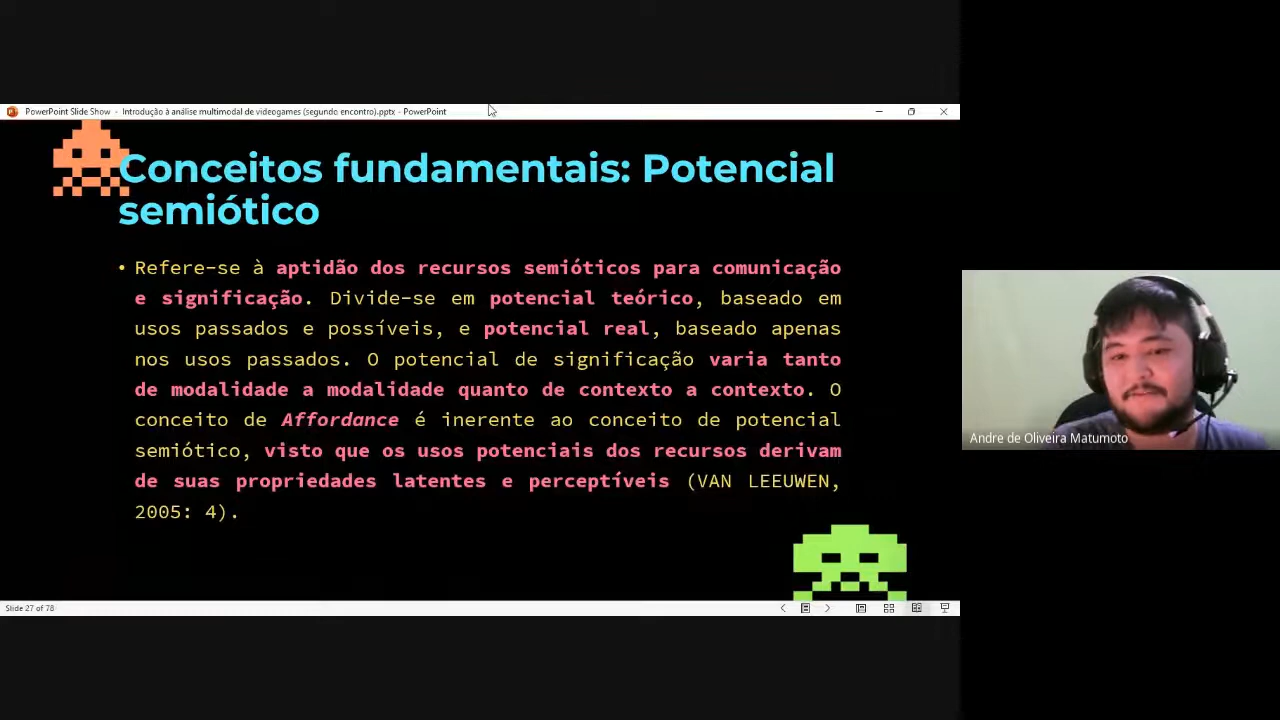 PowerPoint Slide Show - Introdução à análise multimodal de videogames (segundo encontro).pptx - PowerPoint
Conceitos fundamentais: Potencial
semiótico
• Refere-se à aptidão dos recursos semióticos para comunicação
e significação. Divide-se em potencial teórico, baseado em
usos passados e possíveis, e potencial real, baseado apenas
nos usos passados. O potencial de significação varia tanto
de modalidade a modalidade quanto de contexto a contexto. O
conceito de Affordance é inerente ao conceito de potencial
semiótico, visto que os usos potenciais dos recursos derivam
de suas propriedades latentes e perceptíveis (VAN LEEUWEN,
2005: 4).
Andre de Oliveira Matumoto
Slide 27 of 78